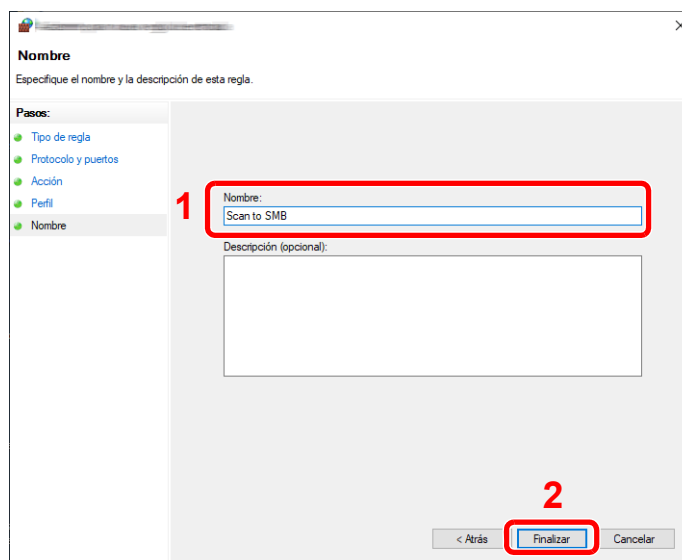 Nombre
Especifique el nombre y la descripción de esta regla.
Pasos:
Tipo de regla
Protocolo y puertos
Acción
Perfil
Nombre
1
Nombre:
Scan to SMB
Descripción (opcional):
2
< Atrás
Finalizar
Cancelar